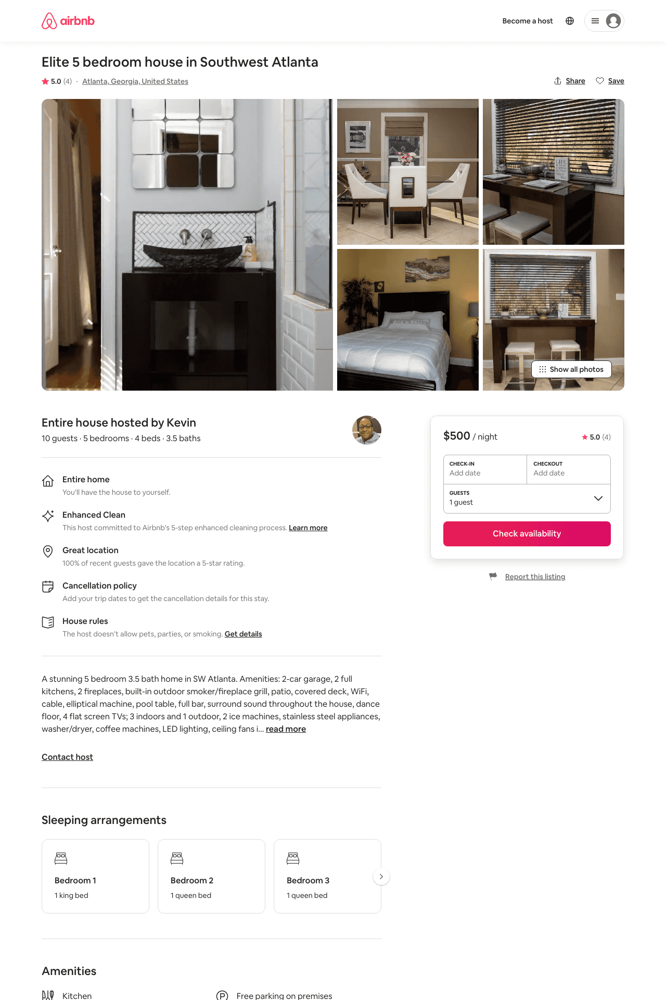 airbnb
Become a host
Elite 5 bedroom house in Southwest Atlanta
5.0 (4) · Atlanta, Georgia, United States
Share
Save
LIFE
Show all photos
Entire house hosted by Kevin
10 guests · 5 bedrooms · 4 beds · 3.5 baths
Entire home
You’ll have the house to yourself.
Enhanced Clean
This host committed to Airbnb's 5-step enhanced cleaning process. Learn more
Great location
100% of recent guests gave the location a 5-star rating.
Cancellation policy
Add your trip dates to get the cancellation details for this stay.
House rules
The host doesn’t allow pets, parties, or smoking. Get details
$500 / night
5.0 (4)
CHECK-IN
Add date
CHECKOUT
Add date
GUESTS
1 guest
Check availability
Report this listing
A stunning 5 bedroom 3.5 bath home in SW Atlanta. Amenities: 2-car garage, 2 full
kitchens, 2 fireplaces, built-in outdoor smoker/fireplace grill, patio, covered deck, WiFi,
cable, elliptical machine, pool table, full bar, surround sound throughout the house, dance
floor, 4 flat screen TVs; 3 indoors and 1 outdoor, 2 ice machines, stainless steel appliances,
washer/dryer, coffee machines, LED lighting, ceiling fans i... read more
Contact host
Sleeping arrangements
Bedroom 1
1 king bed
Bedroom 2
1 queen bed
Bedroom 3
1 queen bed
Amenities
Kitchen
Free parking on premises